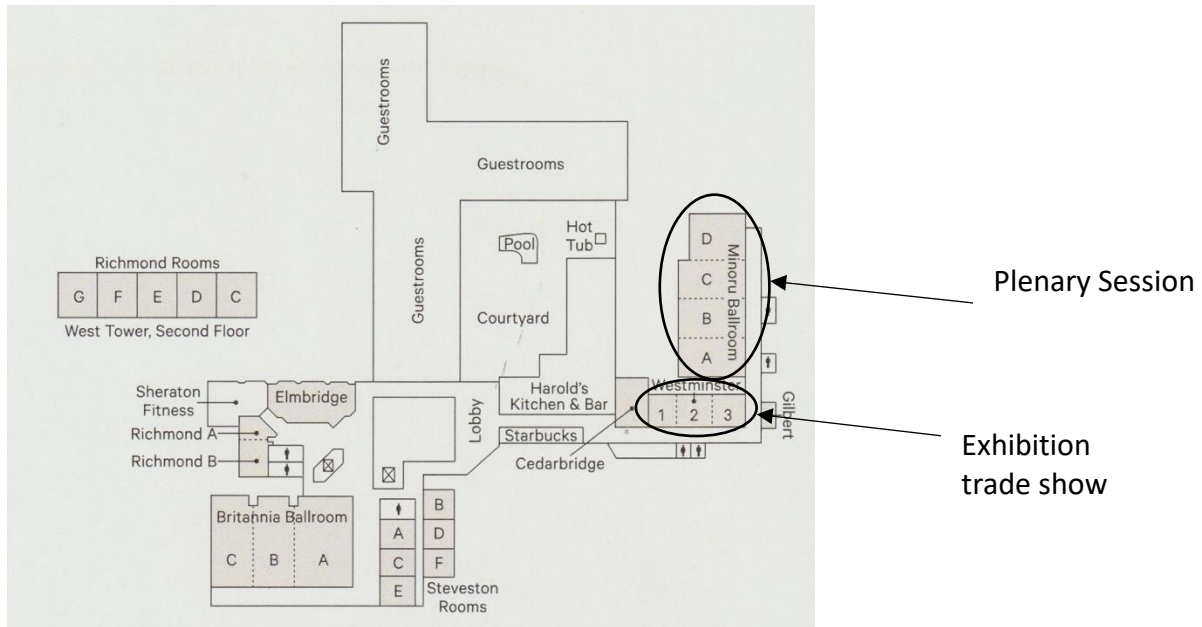 Guestrooms
Guestrooms
Guestrooms
Hot
Tub
Pool
Courtyard
D
C
B
A
Minoru Ballroom
Plenary Session
Richmond Rooms
G F E D C
West Tower, Second Floor
Sheraton
Fitness
Elmbridge
Richmond A
Richmond B
Lobby
Harold's
Kitchen & Bar
Starbucks
Cedarbridge
Westminster
1 2 3
Gilbert
Exhibition
trade show
Britannia Ballroom
C B A
A
C
E
B
D
F
Steveston
Rooms